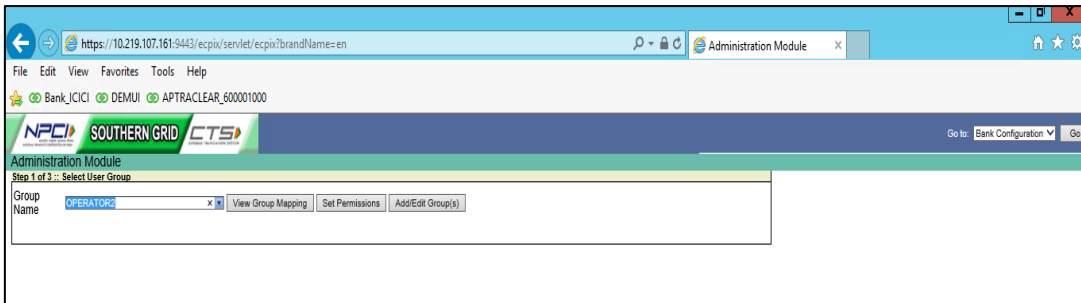 https://10.219.107.161:9443/ecpix/servlet/ecpix?brandName=en
Administration Module
File Edit View Favorites Tools Help
Bank_ICICI DEMUI APTRACLEAR_600001000
NPCI SOUTHERN GRID CTS
Go to: Bank Configuration Go
Administration Module
Step 1 of 3 :: Select User Group
Group Name OPERATOR2 X View Group Mapping Set Permissions Add/Edit Group(s)